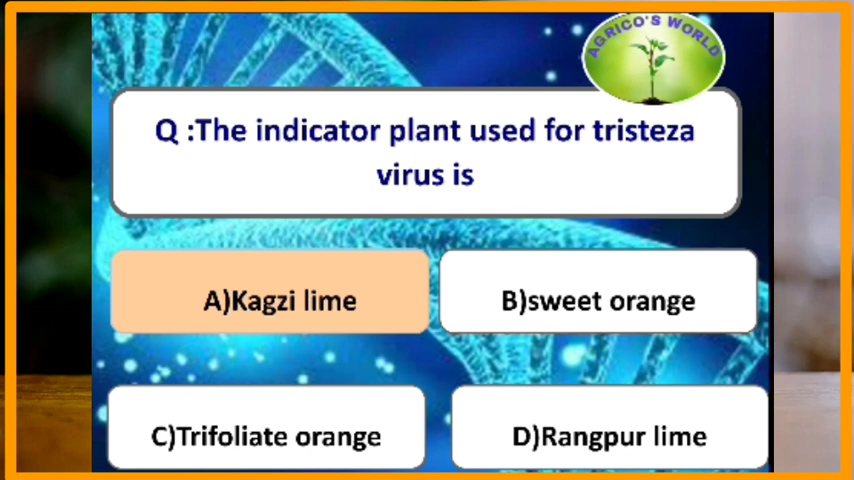 AGRICO'S WORLD
Q :The indicator plant used for tristeza
virus is
A)Kagzi lime
B)sweet orange
C)Trifoliate orange
D)Rangpur lime